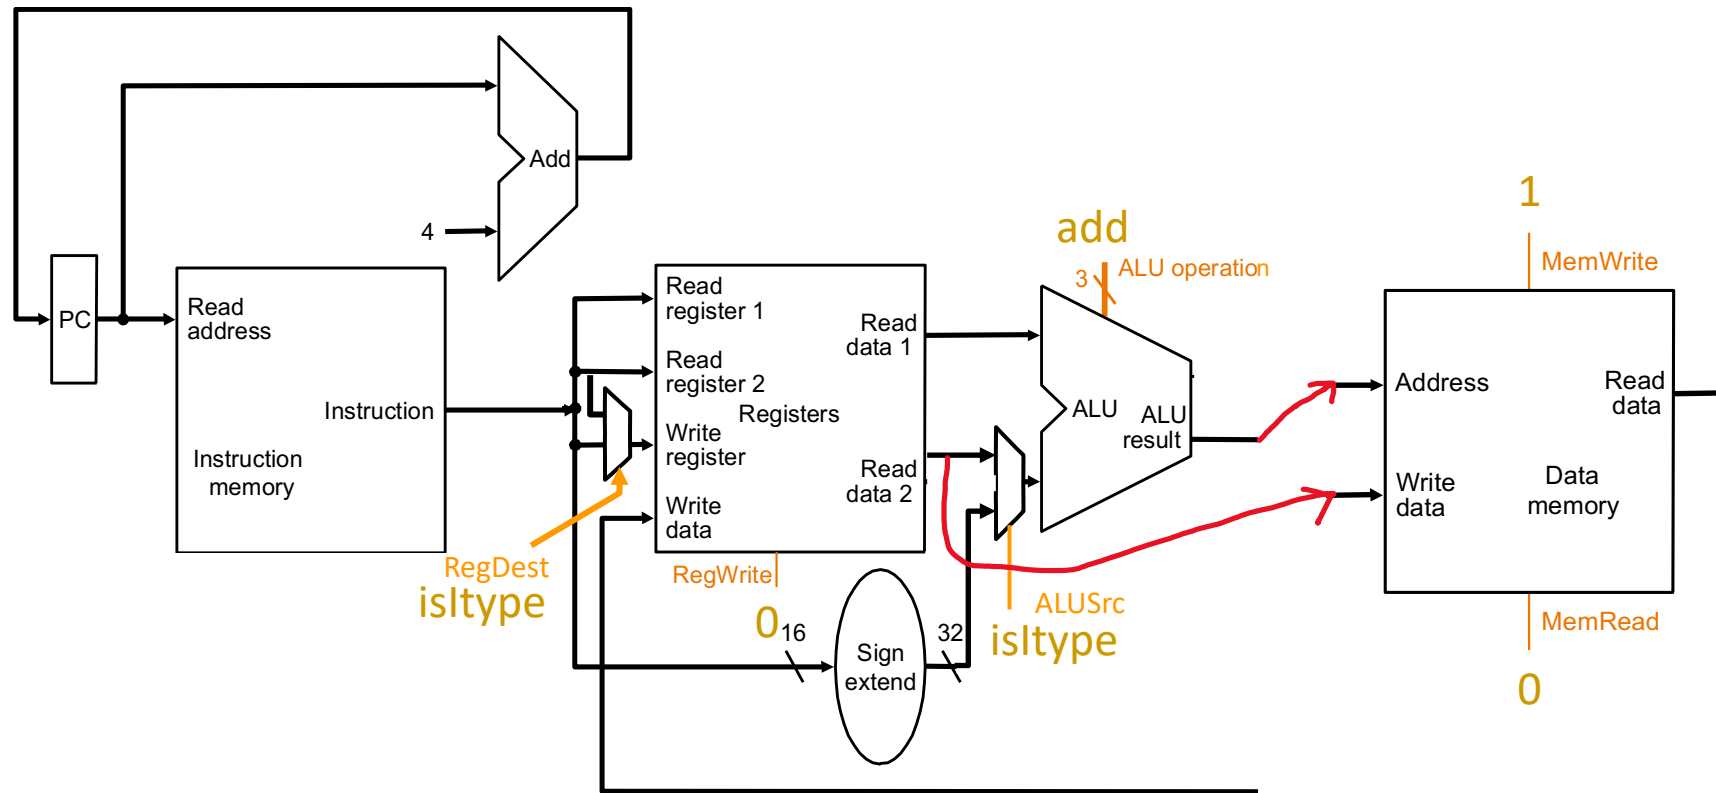 Add
4
PC
Read
address
Instruction
Instruction
memory
Read
register 1
Read
register 2
Registers
Write
register
Write
data
Read
data 1
Read
data 2
RegDest
isItype
RegWrite
0
16
Sign
extend
32
add
ALU operation
3
ALU
ALU
result
ALUSrc
isItype
1
MemWrite
Address
Read
data
Write
data
Data
memory
MemRead
0